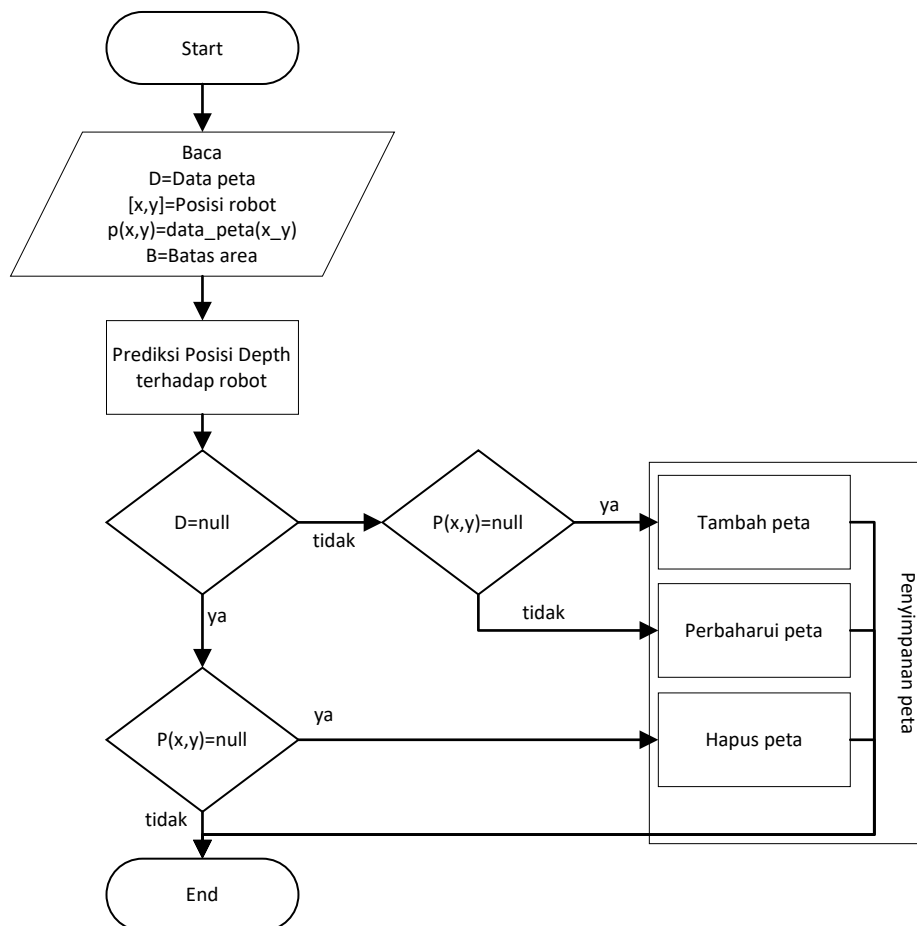 Start
Baca
D=Data peta
[x,y]=Posisi robot
p(x,y)=data_peta(x_y)
B=Batas area
Prediksi Posisi Depth
terhadap robot
D=null
tidak
P(x,y)=null
ya
Tambah peta
tidak
Perbaharui peta
ya
P(x,y)=null
ya
Hapus peta
Penyimpanan peta
tidak
End